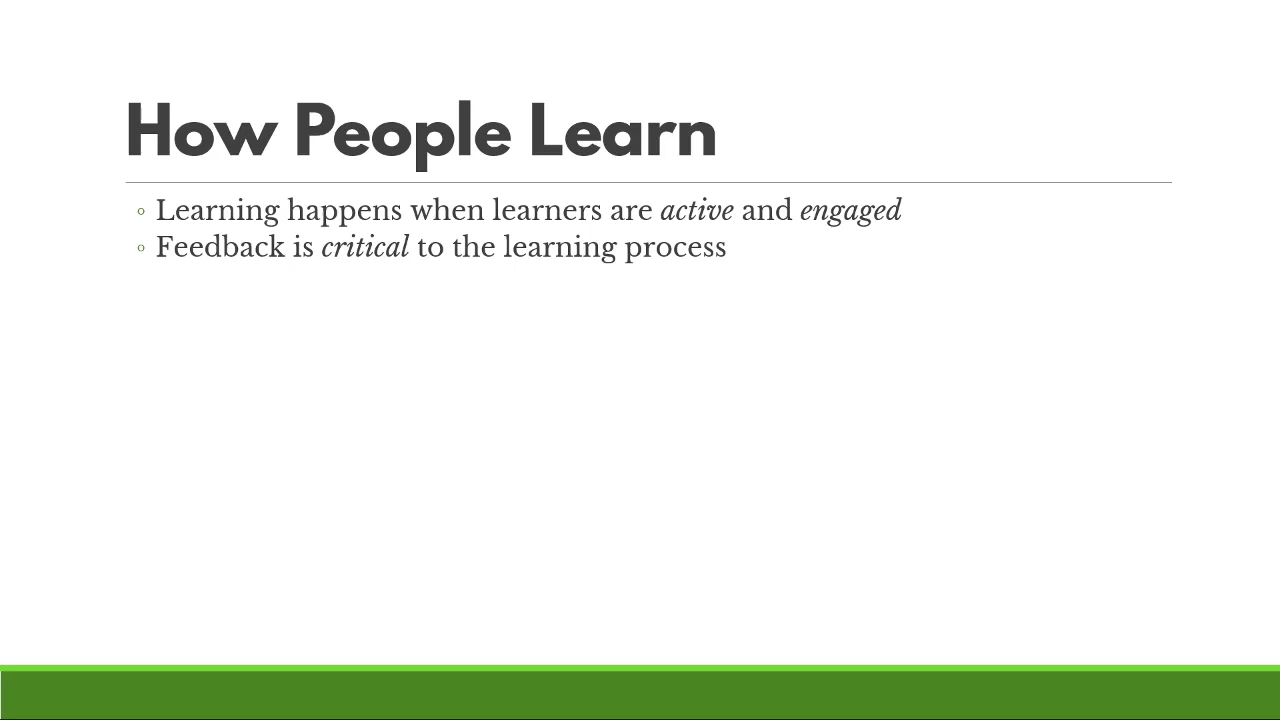 How People Learn
◦ Learning happens when learners are active and engaged
◦ Feedback is critical to the learning process